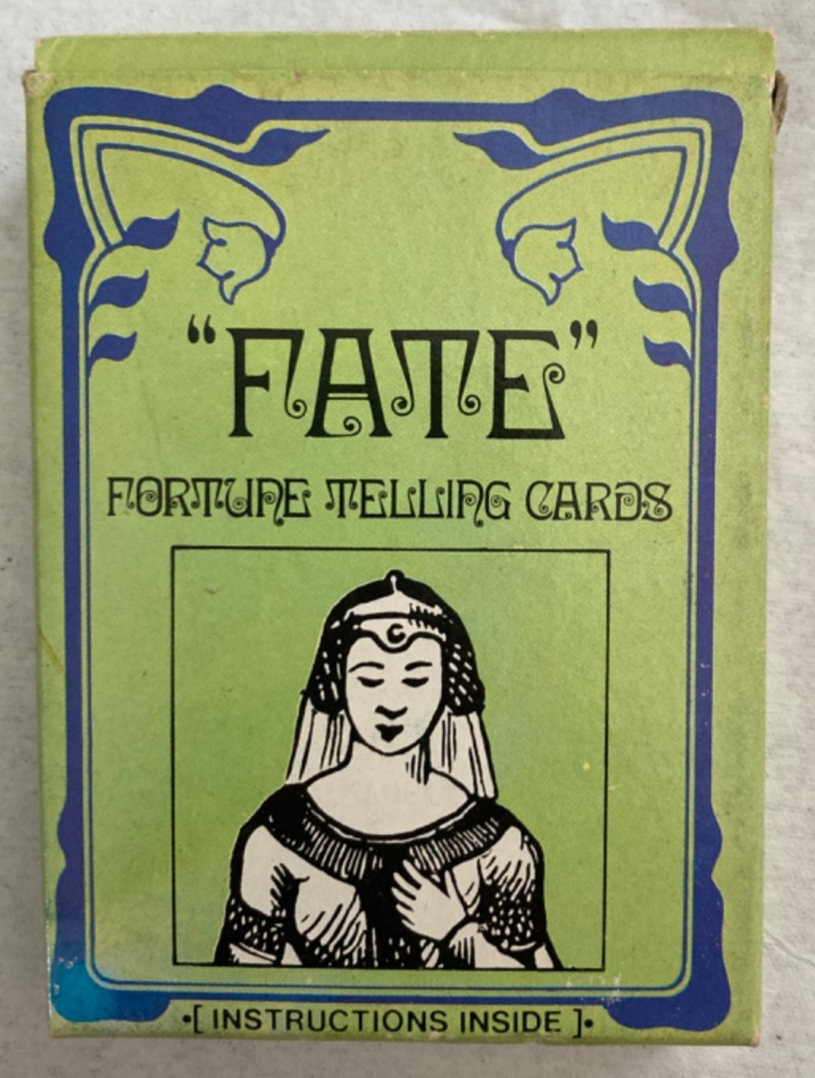 “FATE”
FORTUNE TELLING CARDS
•[ INSTRUCTIONS INSIDE ]•